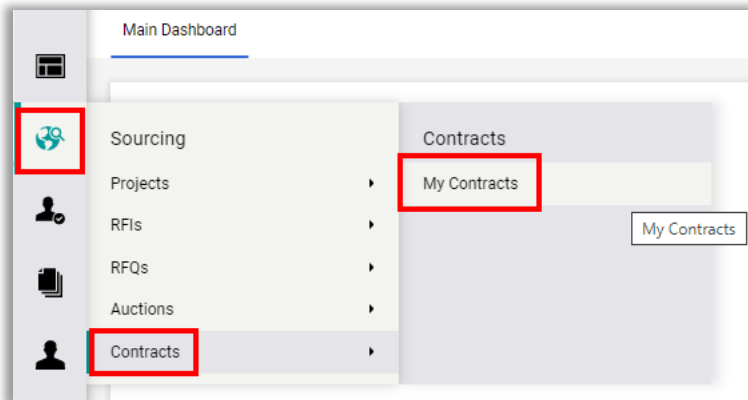 Main Dashboard
Sourcing
Projects
RFIs
RFQs
Auctions
Contracts
Contracts
My Contracts
My Contracts